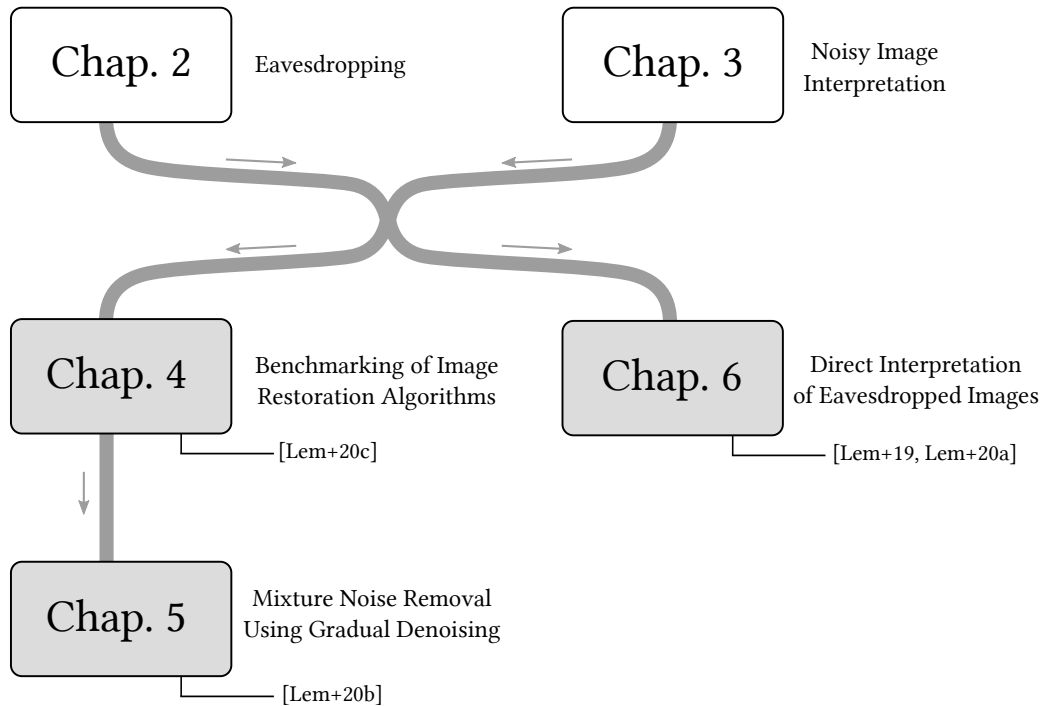 Chap. 2
Eavesdropping
Chap. 3
Noisy Image
Interpretation
Chap. 4
Benchmarking of Image
Restoration Algorithms
[Lem+20c]
Chap. 6
Direct Interpretation
of Eavesdropped Images
[Lem+19, Lem+20a]
Chap. 5
Mixture Noise Removal
Using Gradual Denoising
[Lem+20b]